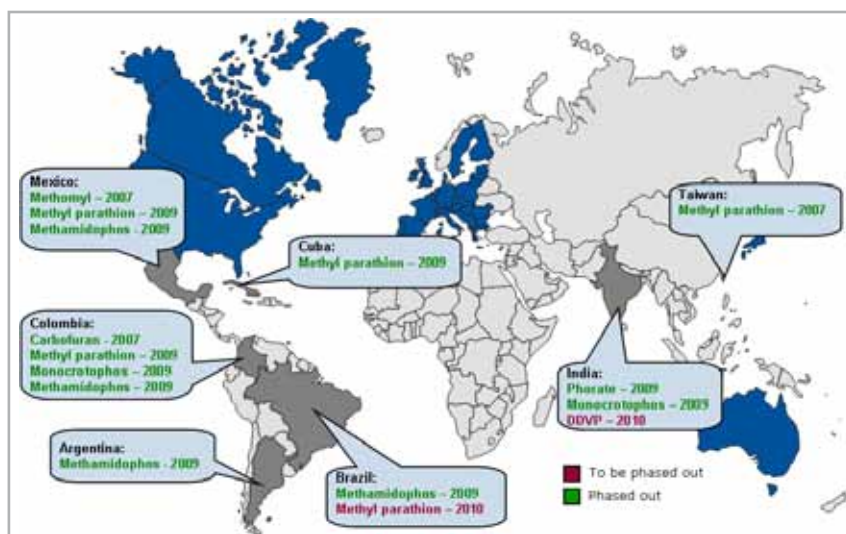 Mexico:
Methomyl – 2007
Methyl parathion – 2009
Methamidophos - 2009
Cuba:
Methyl parathion – 2009
Taiwan:
Methyl parathion – 2007
Colombia:
Carbofuran - 2007
Methyl parathion – 2009
Monocrotophos – 2009
Methamidophos – 2009
India:
Phorate – 2009
Monocrotophos – 2009
DDVP – 2010
Argentina:
Methamidophos - 2009
Brazil:
Methamidophos – 2009
Methyl parathion – 2010
To be phased out
Phased out